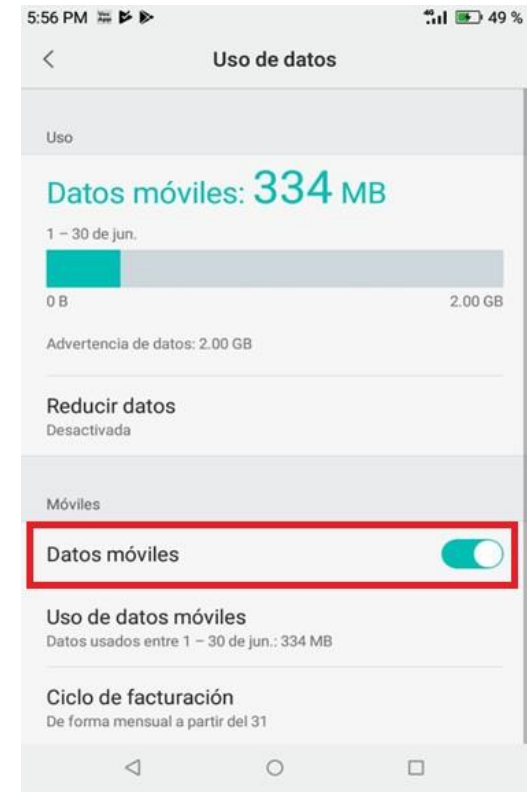 5:56 PM 4G 49 %
Uso de datos
Uso
Datos móviles: 334 MB
1 – 30 de jun.
0 B 2.00 GB
Advertencia de datos: 2.00 GB
Reducir datos
Desactivada
Móviles
Datos móviles
Uso de datos móviles
Datos usados entre 1 – 30 de jun.: 334 MB
Ciclo de facturación
De forma mensual a partir del 31